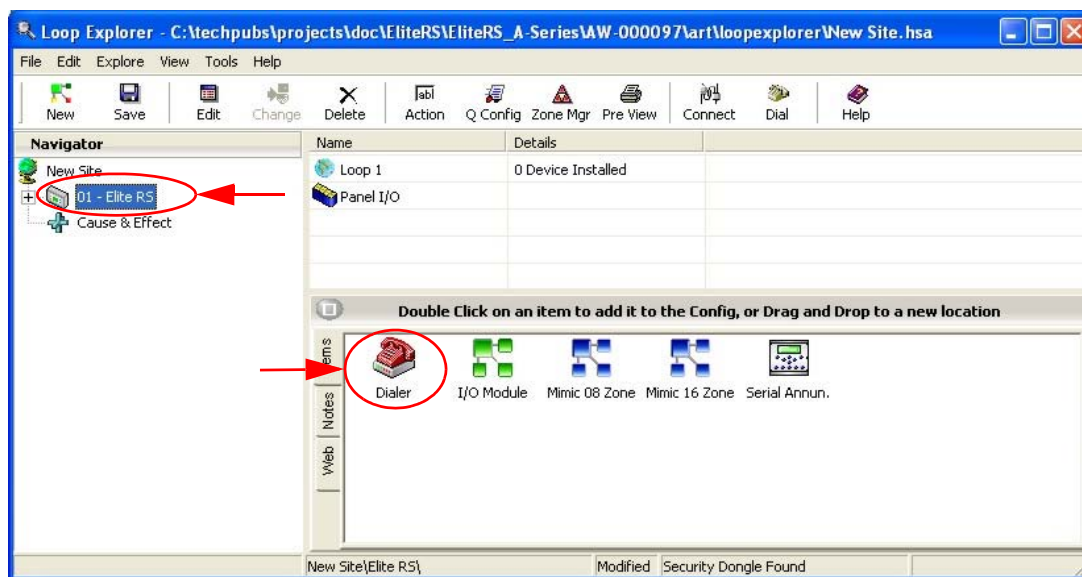 Loop Explorer - C:\techpubs\projects\doc\EliteRS\EliteRS_A-Series\AW-000097\art\loopexplorer\New Site.hsa
File Edit Explore View Tools Help
New Save Edit Change Delete Action Q Config Zone Mgr Pre View Connect Dial Help
Navigator
New Site
01 - Elite RS
Cause & Effect
Name Details
Loop 1 0 Device Installed
Panel I/O
Double Click on an item to add it to the Config, or Drag and Drop to a new location
Notes
Web
Dialer I/O Module Mimic 08 Zone Mimic 16 Zone Serial Annun.
New Site\Elite RS\ Modified Security Dongle Found